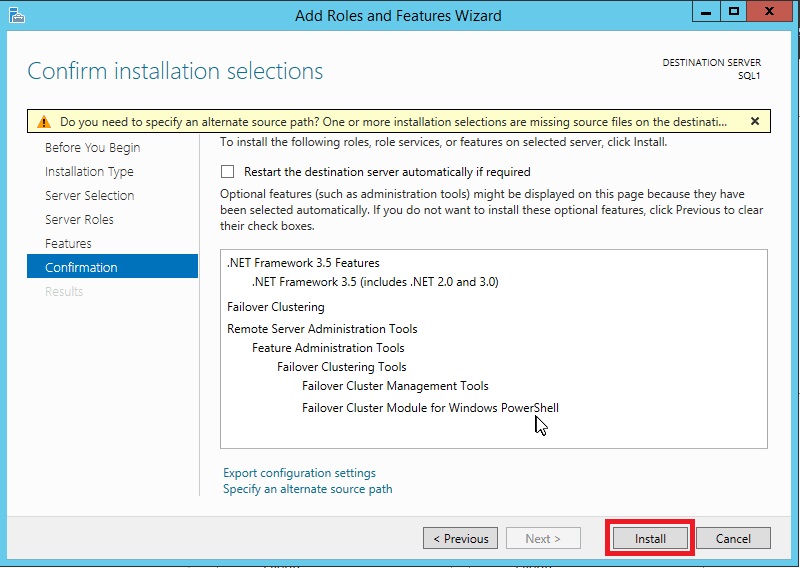 Add Roles and Features Wizard
Confirm installation selections
DESTINATION SERVER
SQL1
Do you need to specify an alternate source path? One or more installation selections are missing source files on the destinati...
Before You Begin
Installation Type
Server Selection
Server Roles
Features
Confirmation
Results
To install the following roles, role services, or features on selected server, click Install.
Restart the destination server automatically if required
Optional features (such as administration tools) might be displayed on this page because they have
been selected automatically. If you do not want to install these optional features, click Previous to clear
their check boxes.
.NET Framework 3.5 Features
.NET Framework 3.5 (includes .NET 2.0 and 3.0)
Failover Clustering
Remote Server Administration Tools
Feature Administration Tools
Failover Clustering Tools
Failover Cluster Management Tools
Failover Cluster Module for Windows PowerShell
Export configuration settings
Specify an alternate source path
< Previous
Next >
Install
Cancel